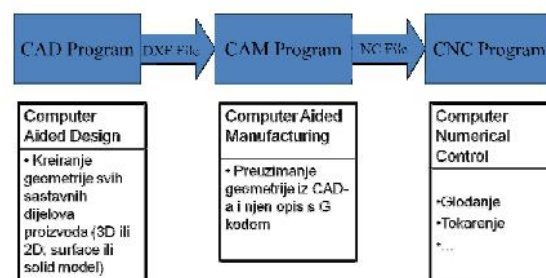 CAD Program
DXF File
CAM Program
NC File
CNC Program
Computer
Aided Design
• Kreiranje
geometrije svih
sastavnih
dijelova
proizvoda (3D ili
2D; surface ili
solid model)
Computer Aided
Manufacturing
• Preuzimanje
geometrije iz CAD-
a i njen opis s G
kodom
Computer
Numerical
Control
•Glodanje
•Tokarenje
•...